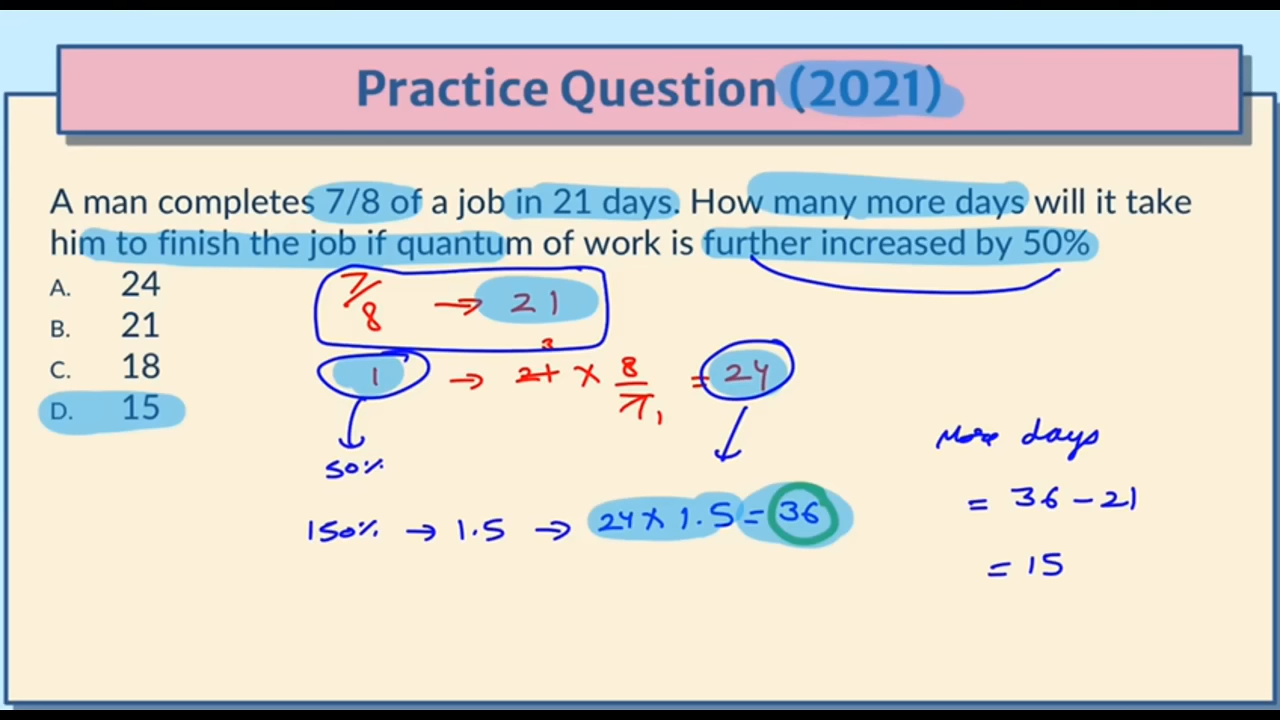 Practice Question (2021)
A man completes 7/8 of a job in 21 days. How many more days will it take
him to finish the job if quantum of work is further increased by 50%
A. 24
B. 21
C. 18
D. 15
7/8 → 21
1 → 21 3 × 8/7 1 = 24
50%
150% → 1.5 → 24 × 1.5 = 36
More days
= 36 - 21
= 15